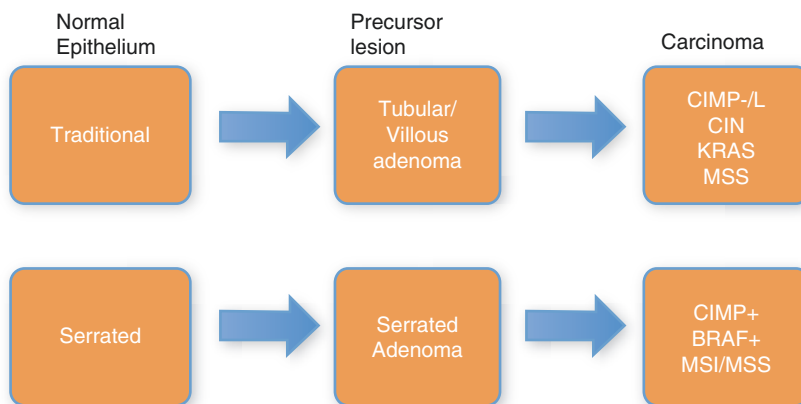 Normal
Epithelium
Precursor
lesion
Carcinoma
Traditional
Tubular/
Villous
adenoma
CIMP-/L
CIN
KRAS
MSS
Serrated
Serrated
Adenoma
CIMP+
BRAF+
MSI/MSS